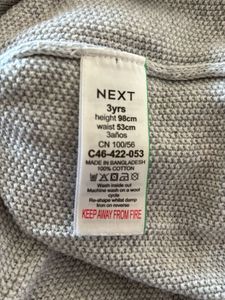 NEXT
3yrs
height 98cm
waist 53cm
3años
CN 100/56
C46-422-053
MADE IN BANGLADESH
100% COTTON
Wash inside out
Machine wash on a wool
cycle
Re-shape whilst damp
Iron on reverse
KEEP AWAY FROM FIRE